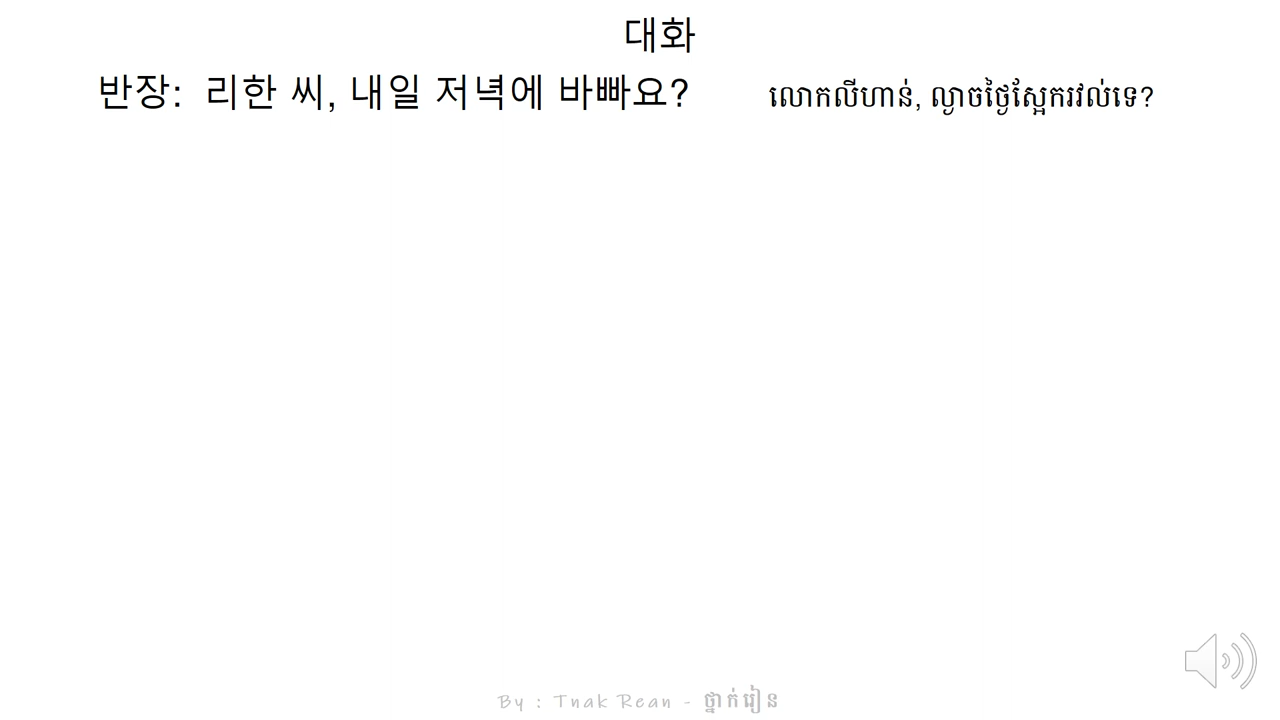 대화
반장: 리한 씨, 내일 저녁에 바빠요? លោកលីហាន់, ល្ងាចថ្ងៃស្អែករវល់ទេ?
By : Tnak Rean - ថ្នាក់រៀន